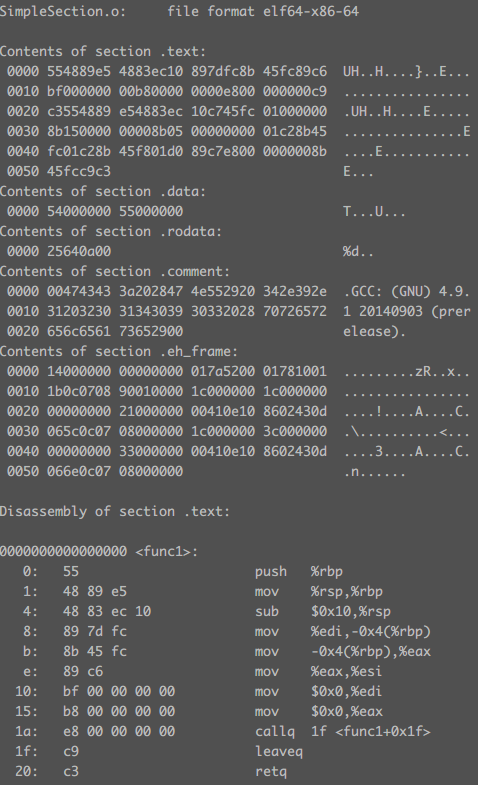 SimpleSection.o:     file format elf64-x86-64

Contents of section .text:
 0000 554889e5 4883ec10 897dfc8b 45fc89c6  UH..H....}..E...
 0010 bf000000 00b80000 0000e800 000000c9  ................
 0020 c3554889 e54883ec 10c745fc 01000000  .UH..H....E.....
 0030 8b150000 00008b05 00000000 01c28b45  ...............E
 0040 fc01c28b 45f801d0 89c7e800 0000008b  ....E...........
 0050 45fcc9c3                             E...
Contents of section .data:
 0000 54000000 55000000                    T...U...
Contents of section .rodata:
 0000 25640a00                             %d..
Contents of section .comment:
 0000 00474343 3a202847 4e552920 342e392e  .GCC: (GNU) 4.9.
 0010 31203230 31343039 30332028 70726572  1 20140903 (prer
 0020 656c6561 73652900                    elease).
Contents of section .eh_frame:
 0000 14000000 00000000 017a5200 01781001  .........zR..x..
 0010 1b0c0708 90010000 1c000000 1c000000  ................
 0020 00000000 21000000 00410e10 8602430d  ....!....A....C.
 0030 065c0c07 08000000 1c000000 3c000000  .\..........<...
 0040 00000000 33000000 00410e10 8602430d  ....3....A....C.
 0050 066e0c07 08000000                    .n......

Disassembly of section .text:

0000000000000000 <func1>:
   0:   55                      push   %rbp
   1:   48 89 e5                mov    %rsp,%rbp
   4:   48 83 ec 10             sub    $0x10,%rsp
   8:   89 7d fc                mov    %edi,-0x4(%rbp)
   b:   8b 45 fc                mov    -0x4(%rbp),%eax
   e:   89 c6                   mov    %eax,%esi
  10:   bf 00 00 00 00          mov    $0x0,%edi
  15:   b8 00 00 00 00          mov    $0x0,%eax
  1a:   e8 00 00 00 00          callq  1f <func1+0x1f>
  1f:   c9                      leaveq
  20:   c3                      retq